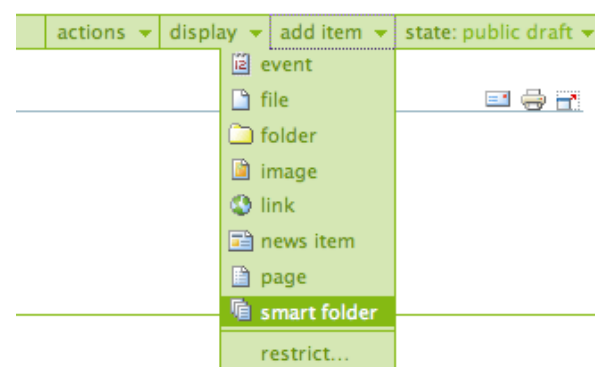 actions display add item state: public draft
event
file
folder
image
link
news item
page
smart folder
restrict...